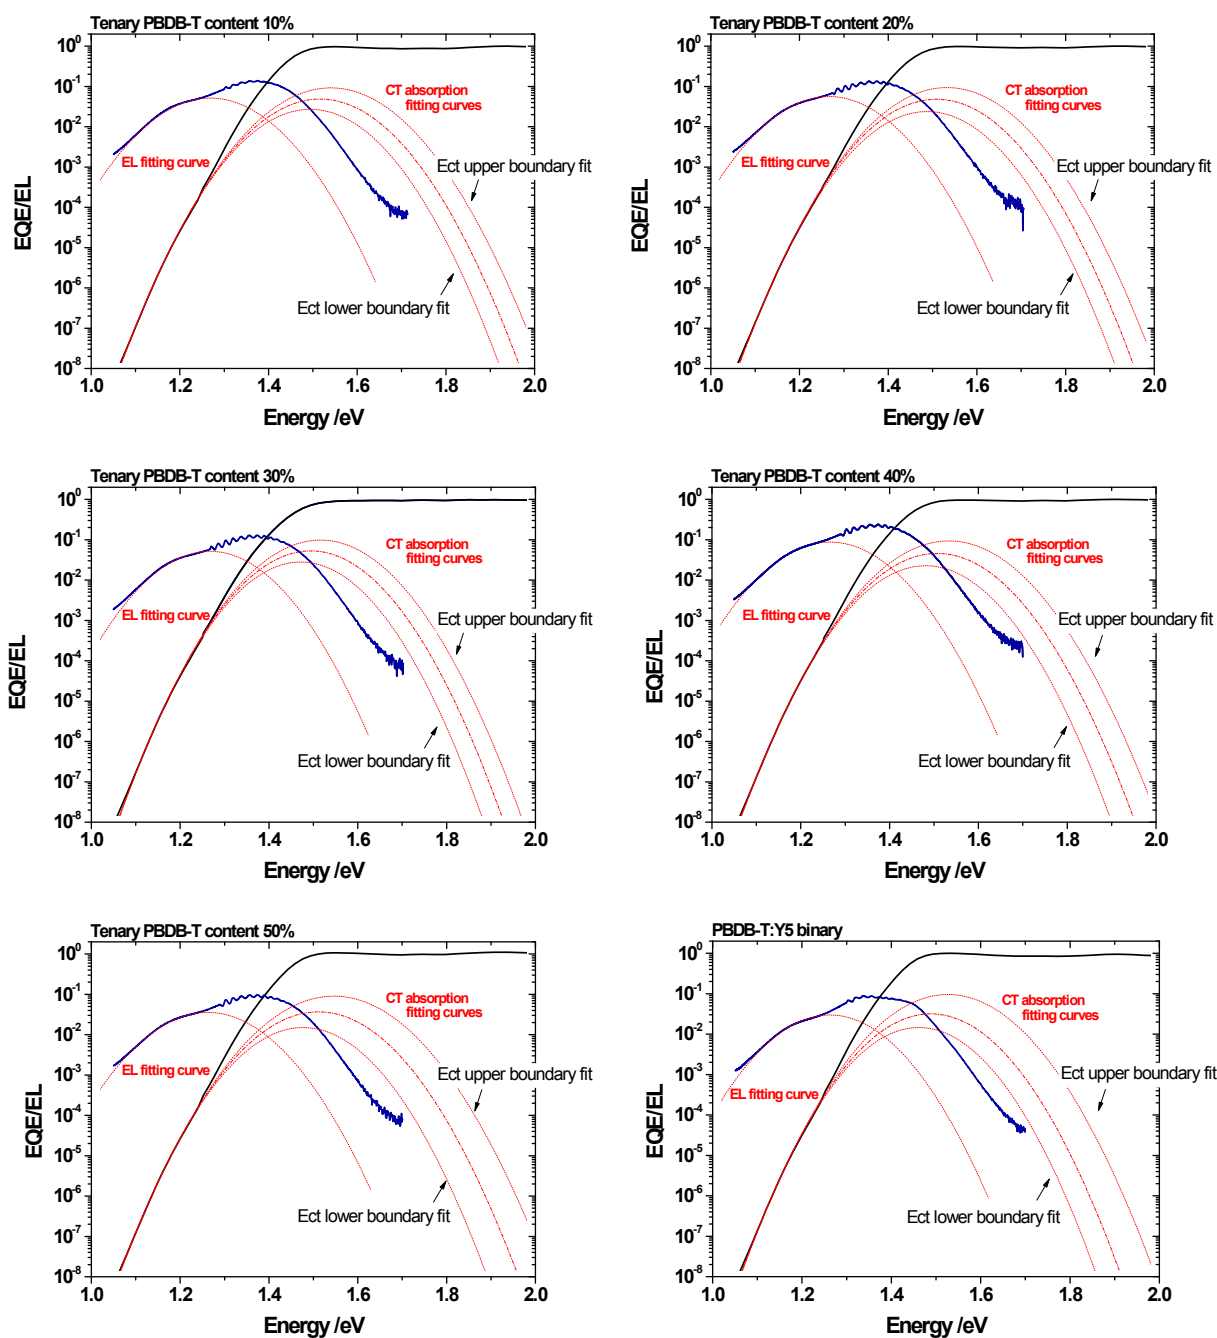 Tenary PBDB-T content 10%
EQE/EL
10^0
10^-1
10^-2
10^-3
10^-4
10^-5
10^-6
10^-7
10^-8
CT absorption
fitting curves
EL fitting curve
Ect upper boundary fit
Ect lower boundary fit
1.0 1.2 1.4 1.6 1.8 2.0
Energy /eV
Tenary PBDB-T content 20%
EQE/EL
10^0
10^-1
10^-2
10^-3
10^-4
10^-5
10^-6
10^-7
10^-8
CT absorption
fitting curves
EL fitting curve
Ect upper boundary fit
Ect lower boundary fit
1.0 1.2 1.4 1.6 1.8 2.0
Energy /eV
Tenary PBDB-T content 30%
EQE/EL
10^0
10^-1
10^-2
10^-3
10^-4
10^-5
10^-6
10^-7
10^-8
CT absorption
fitting curves
EL fitting curve
Ect upper boundary fit
Ect lower boundary fit
1.0 1.2 1.4 1.6 1.8 2.0
Energy /eV
Tenary PBDB-T content 40%
EQE/EL
10^0
10^-1
10^-2
10^-3
10^-4
10^-5
10^-6
10^-7
10^-8
CT absorption
fitting curves
EL fitting curve
Ect upper boundary fit
Ect lower boundary fit
1.0 1.2 1.4 1.6 1.8 2.0
Energy /eV
Tenary PBDB-T content 50%
EQE/EL
10^0
10^-1
10^-2
10^-3
10^-4
10^-5
10^-6
10^-7
10^-8
CT absorption
fitting curves
EL fitting curve
Ect upper boundary fit
Ect lower boundary fit
1.0 1.2 1.4 1.6 1.8 2.0
Energy /eV
PBDB-T:Y5 binary
EQE/EL
10^0
10^-1
10^-2
10^-3
10^-4
10^-5
10^-6
10^-7
10^-8
CT absorption
fitting curves
EL fitting curve
Ect upper boundary fit
Ect lower boundary fit
1.0 1.2 1.4 1.6 1.8 2.0
Energy /eV